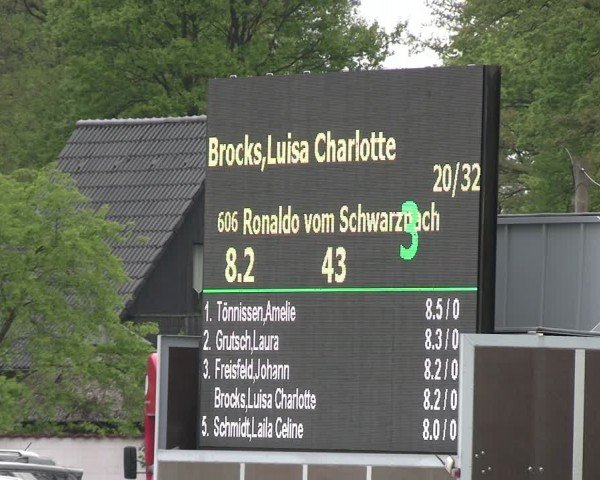 Brocks,Luisa Charlotte
20/32
606 Ronaldo vom Schwarzbach
3
8.2 43
1. Tönnissen,Amelie 8.5/0
2. Grutsch,Laura 8.3/0
3. Freisfeld,Johann 8.2/0
Brocks,Luisa Charlotte 8.2/0
5. Schmidt,Laila Celine 8.0/0